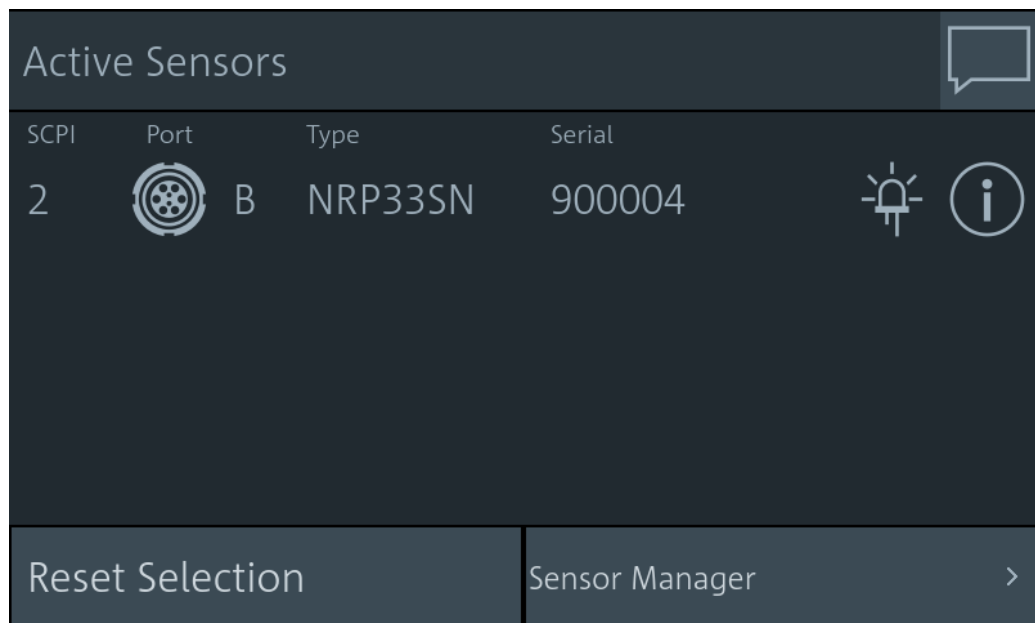 Active Sensors
SCPI Port Type Serial
2 B NRP33SN 900004
Reset Selection Sensor Manager >